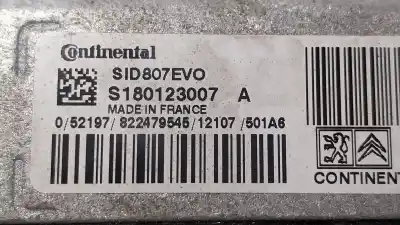 Continental
SID807EVO
S180123007 A
MADE IN FRANCE
0/52197/822479545/12107/501A6
CONTINENT